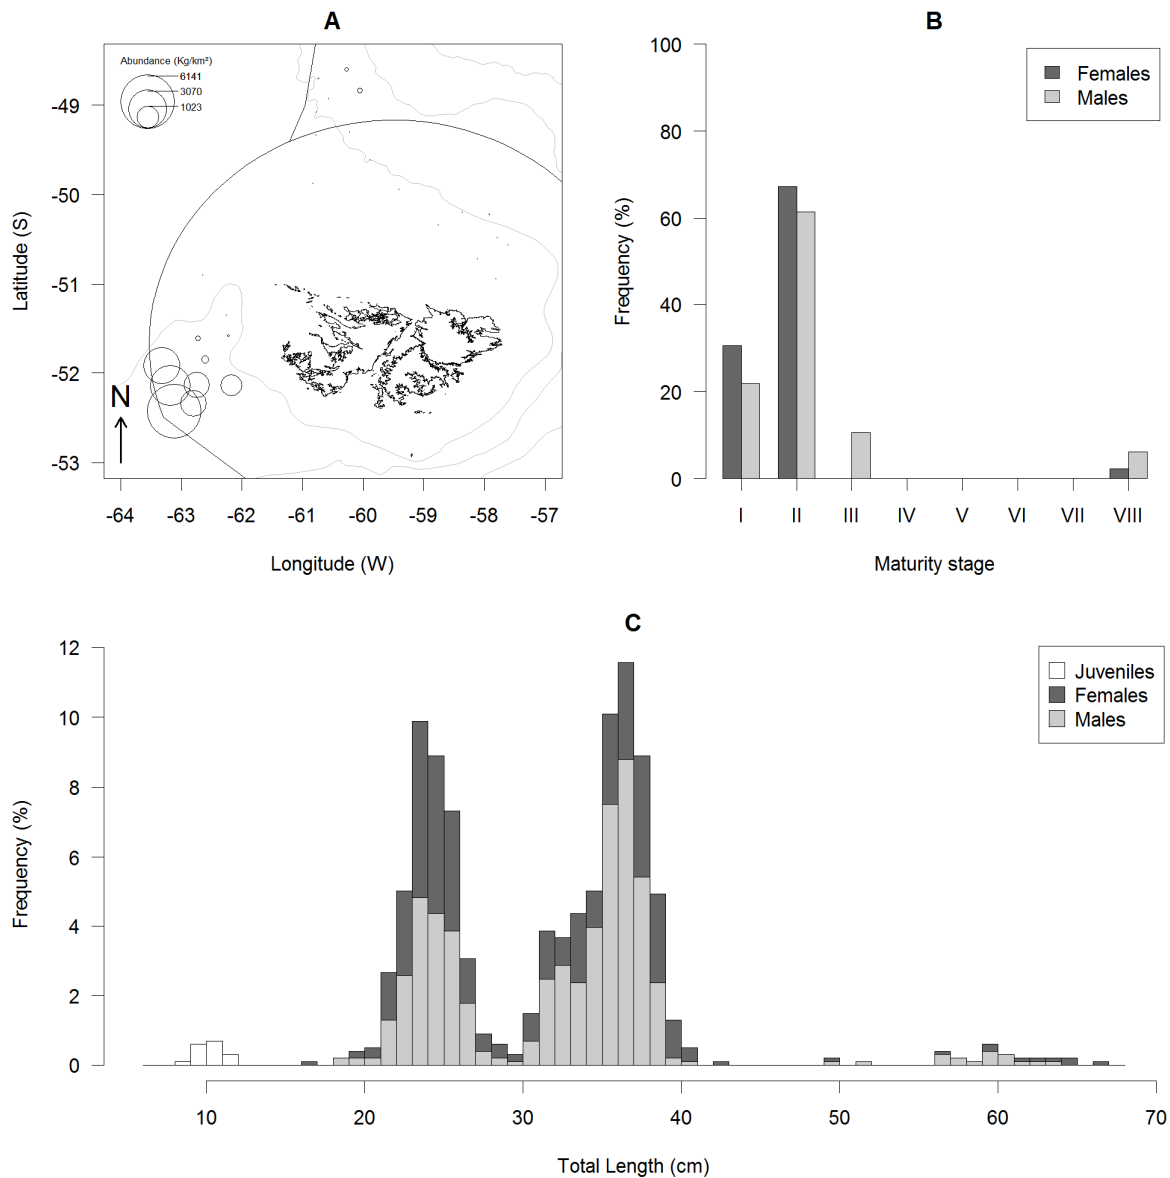 A
Abundance (Kg/km²)
6141
3070
1023
-49
-50
-51
-52
-53
Latitude (S)
N
-64 -63 -62 -61 -60 -59 -58 -57
Longitude (W)
B
100
80
60
40
20
0
Frequency (%)
Females
Males
I II III IV V VI VII VIII
Maturity stage
C
12
10
8
6
4
2
0
Frequency (%)
Juveniles
Females
Males
10 20 30 40 50 60 70
Total Length (cm)